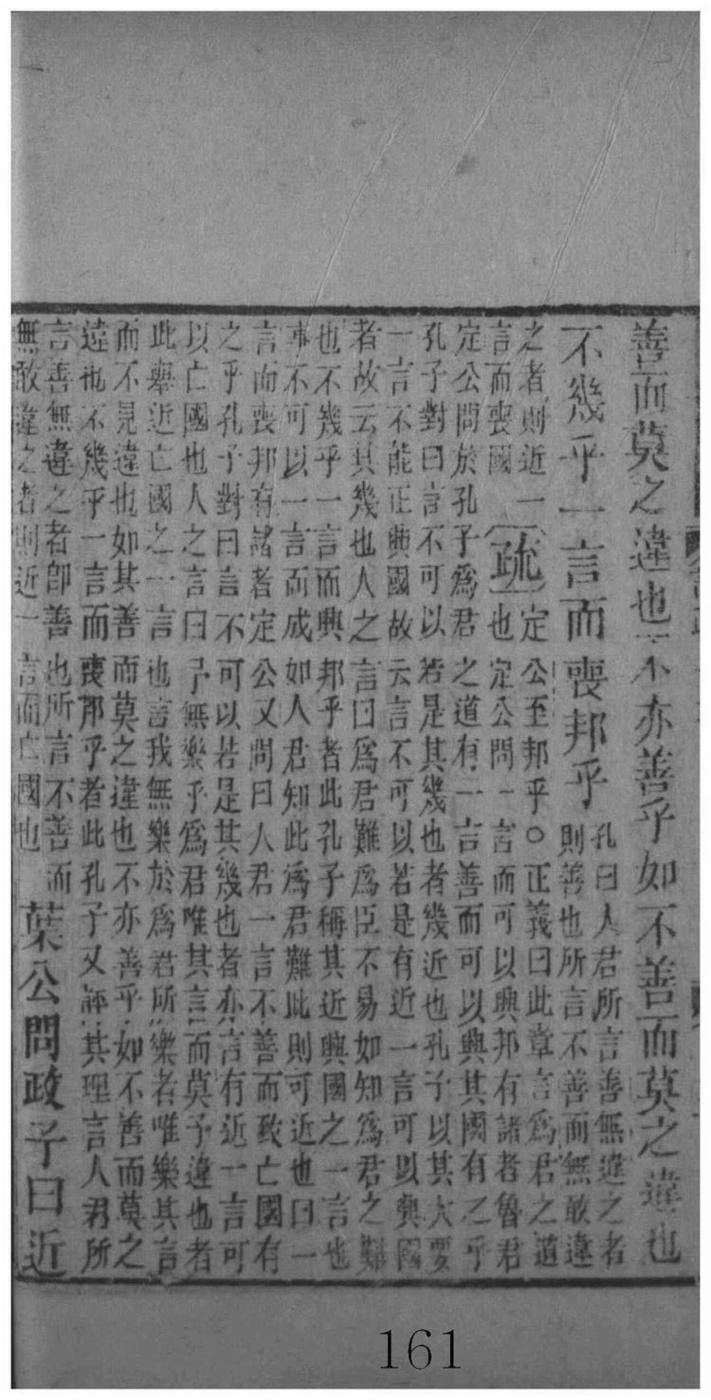 善而莫之違也不亦善乎如不善而莫之違也
不幾乎一言而喪邦乎孔曰人君所言善無違之者
則善也所言不善而無敢違
之者則近一
言而喪國
疏
定公至邦乎○正義曰此章言爲君之道
也定公問一言而可以興邦有諸者魯君
定公問於孔子爲君之道有一言善而可以興其國有之乎
孔子對曰言不可以若是其幾也者幾近也孔子以其大要
一言不能正興國故云言不可以若是有近一言可以興國
者故云其幾也人之言曰爲君難爲臣不易如知爲君之難
也不幾乎一言而興邦乎者此孔子稱其近興國之一言也
事不可以一言而成如人君知此爲君難此則可近也曰一
言而喪邦有諸者定公又問曰人君一言不善而致亡國有
之乎孔子對曰言不可以若是其幾也者亦言有近一言可
以亡國也人之言曰予無樂乎爲君唯其言而莫予違也者
此舉近亡國之一言也言我無樂於爲君所樂者唯樂其言
而不見違也如其善而莫之違也不亦善乎如不善而莫之
違也不幾乎一言而喪邦乎者此孔子又評其理言人君所
言善無違之者卽善也所言不善而
無敢違之者則近一言而亡國也
葉公問政子曰近
161